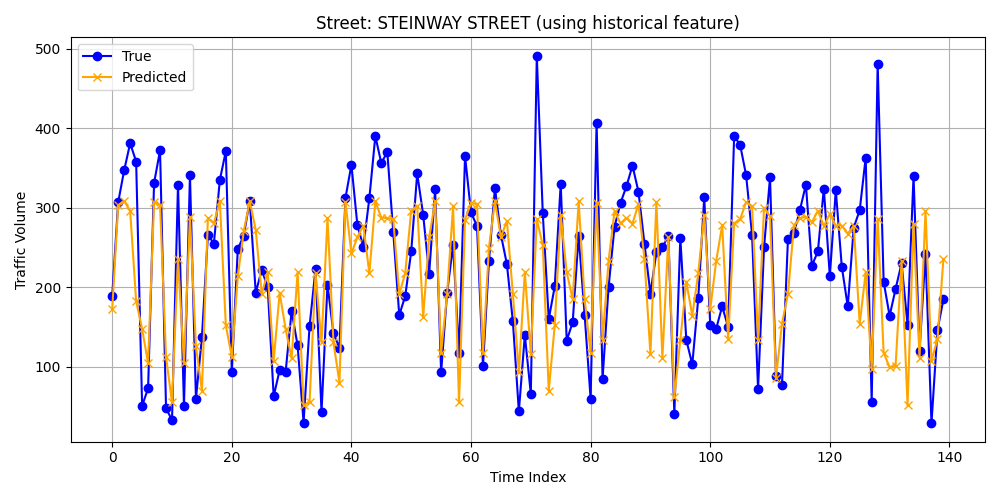 Street: STEINWAY STREET (using historical feature)
True
Predicted
Traffic Volume
500
400
300
200
100
0 20 40 60 80 100 120 140
Time Index